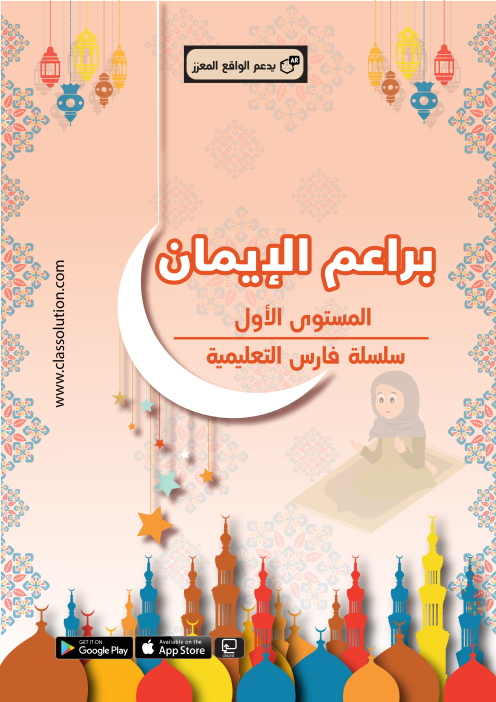 يدعم الواقع المعزز AR
براعم الإيمان
المستوى الأول
سلسلة فارس التعليمية
www.classolution.com
GET IT ON
Google Play
Available on the
App Store